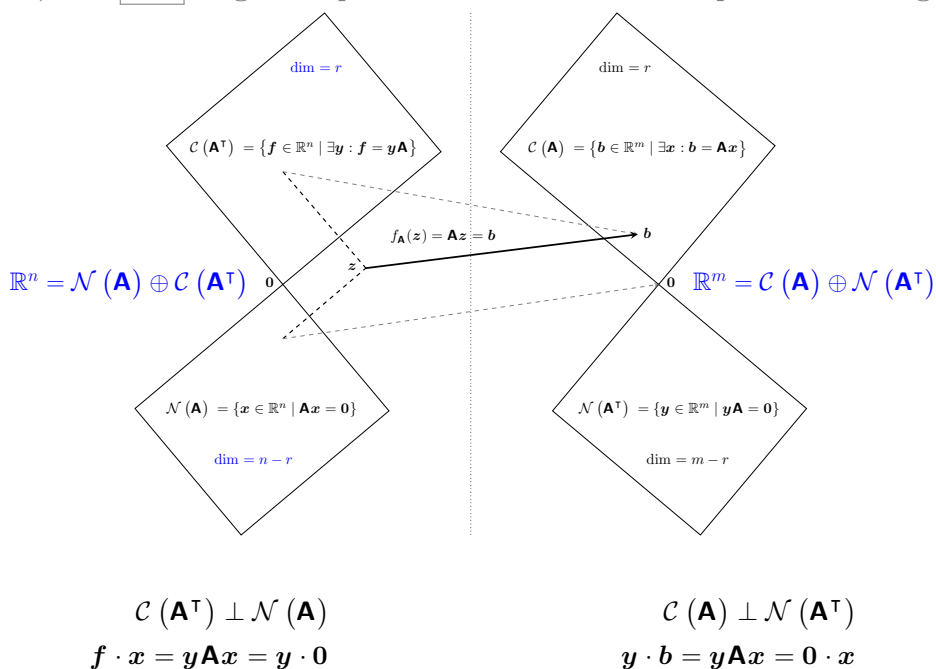 dim = r
dim = r
𝒞 (𝗔ᵀ) = {𝒇 ∈ ℝⁿ | ∃𝒚 : 𝒇 = 𝒚𝗔}
𝒞 (𝗔) = {𝒃 ∈ ℝᵐ | ∃𝒙 : 𝒃 = 𝗔𝒙}
f_𝗔(𝒛) = 𝗔𝒛 = 𝒃
𝒃
𝒛
ℝⁿ = 𝒩 (𝗔) ⊕ 𝒞 (𝗔ᵀ)
𝟎
𝟎
ℝᵐ = 𝒞 (𝗔) ⊕ 𝒩 (𝗔ᵀ)
𝒩 (𝗔) = {𝒙 ∈ ℝⁿ | 𝗔𝒙 = 𝟎}
𝒩 (𝗔ᵀ) = {𝒚 ∈ ℝᵐ | 𝒚𝗔 = 𝟎}
dim = n − r
dim = m − r
𝒞 (𝗔ᵀ) ⊥ 𝒩 (𝗔)
𝒞 (𝗔) ⊥ 𝒩 (𝗔ᵀ)
𝒇 · 𝒙 = 𝒚𝗔𝒙 = 𝒚 · 𝟎
𝒚 · 𝒃 = 𝒚𝗔𝒙 = 𝟎 · 𝒙